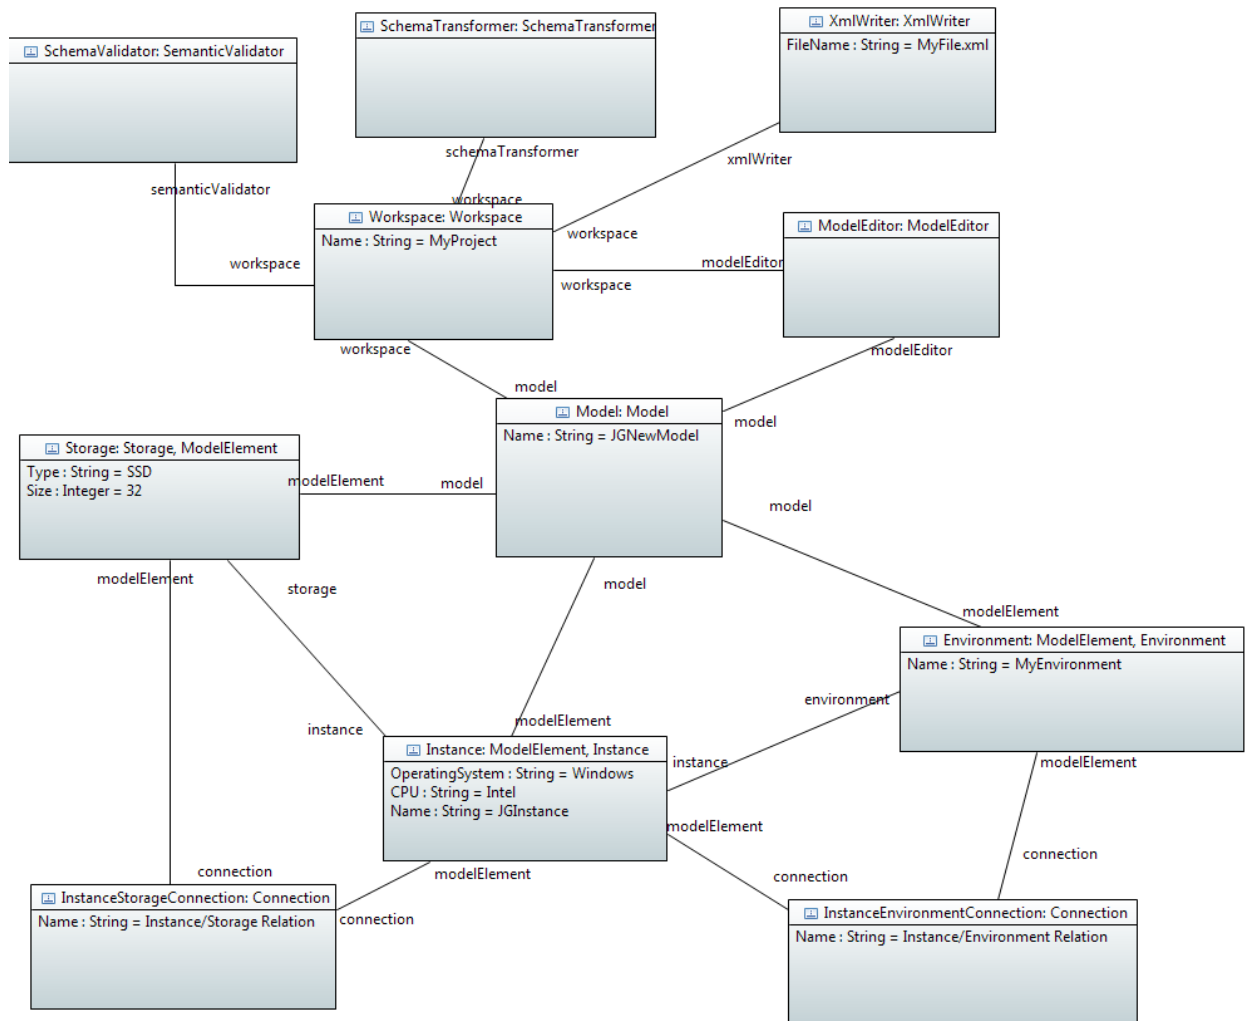 SchemaTransformer: SchemaTransformer
XmlWriter: XmlWriter
FileName : String = MyFile.xml
SchemaValidator: SemanticValidator
schemaTransformer
xmlWriter
semanticValidator
workspace
Workspace: Workspace
Name : String = MyProject
workspace
ModelEditor: ModelEditor
workspace
modelEditor
workspace
workspace
modelEditor
model
Model: Model
Name : String = JGNewModel
model
Storage: Storage, ModelElement
Type : String = SSD
Size : Integer = 32
modelElement
model
model
modelElement
storage
model
modelElement
Environment: ModelElement, Environment
Name : String = MyEnvironment
environment
instance
modelElement
Instance: ModelElement, Instance
OperatingSystem : String = Windows
CPU : String = Intel
Name : String = JGInstance
instance
modelElement
modelElement
connection
connection
modelElement
connection
InstanceStorageConnection: Connection
Name : String = Instance/Storage Relation
connection
InstanceEnvironmentConnection: Connection
Name : String = Instance/Environment Relation